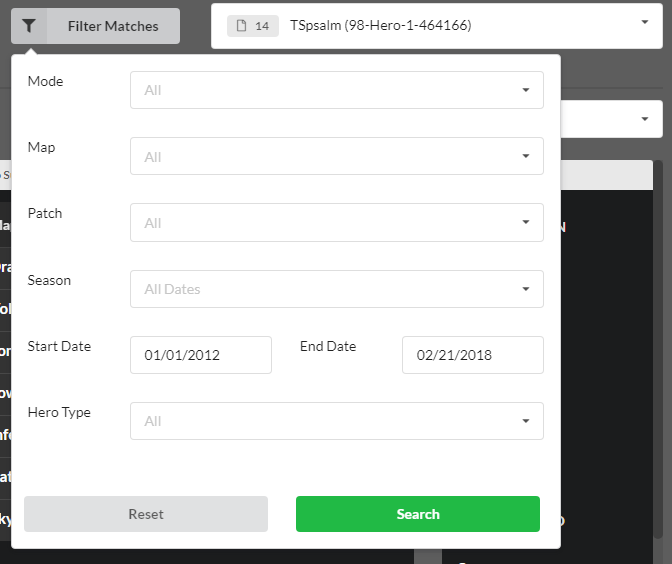 Filter Matches
14 TSpsalm (98-Hero-1-464166)
Mode All
Map All
Patch All
Season All Dates
Start Date 01/01/2012 End Date 02/21/2018
Hero Type All
Reset Search